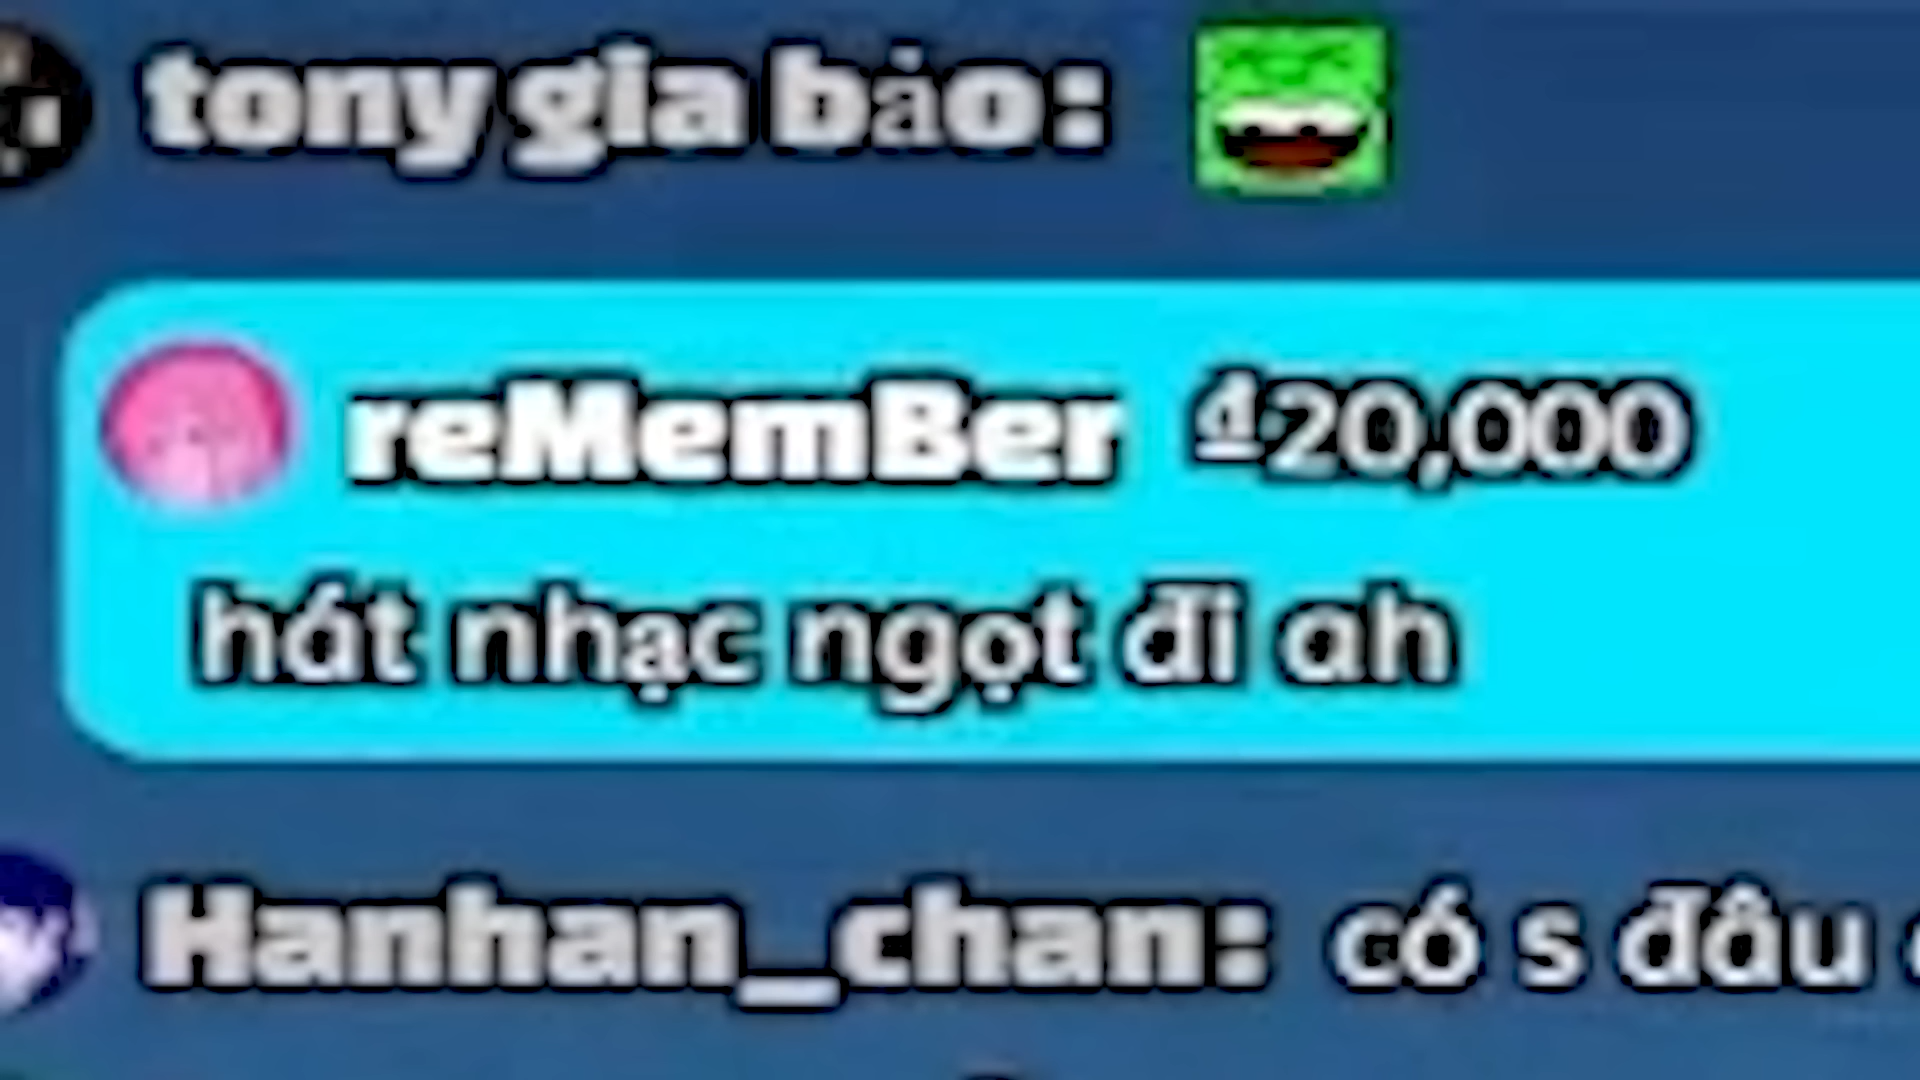 tony gia bảo:
reMemBer ₫20,000
hát nhạc ngọt đi ah
Hanhan_chan: có s đâu